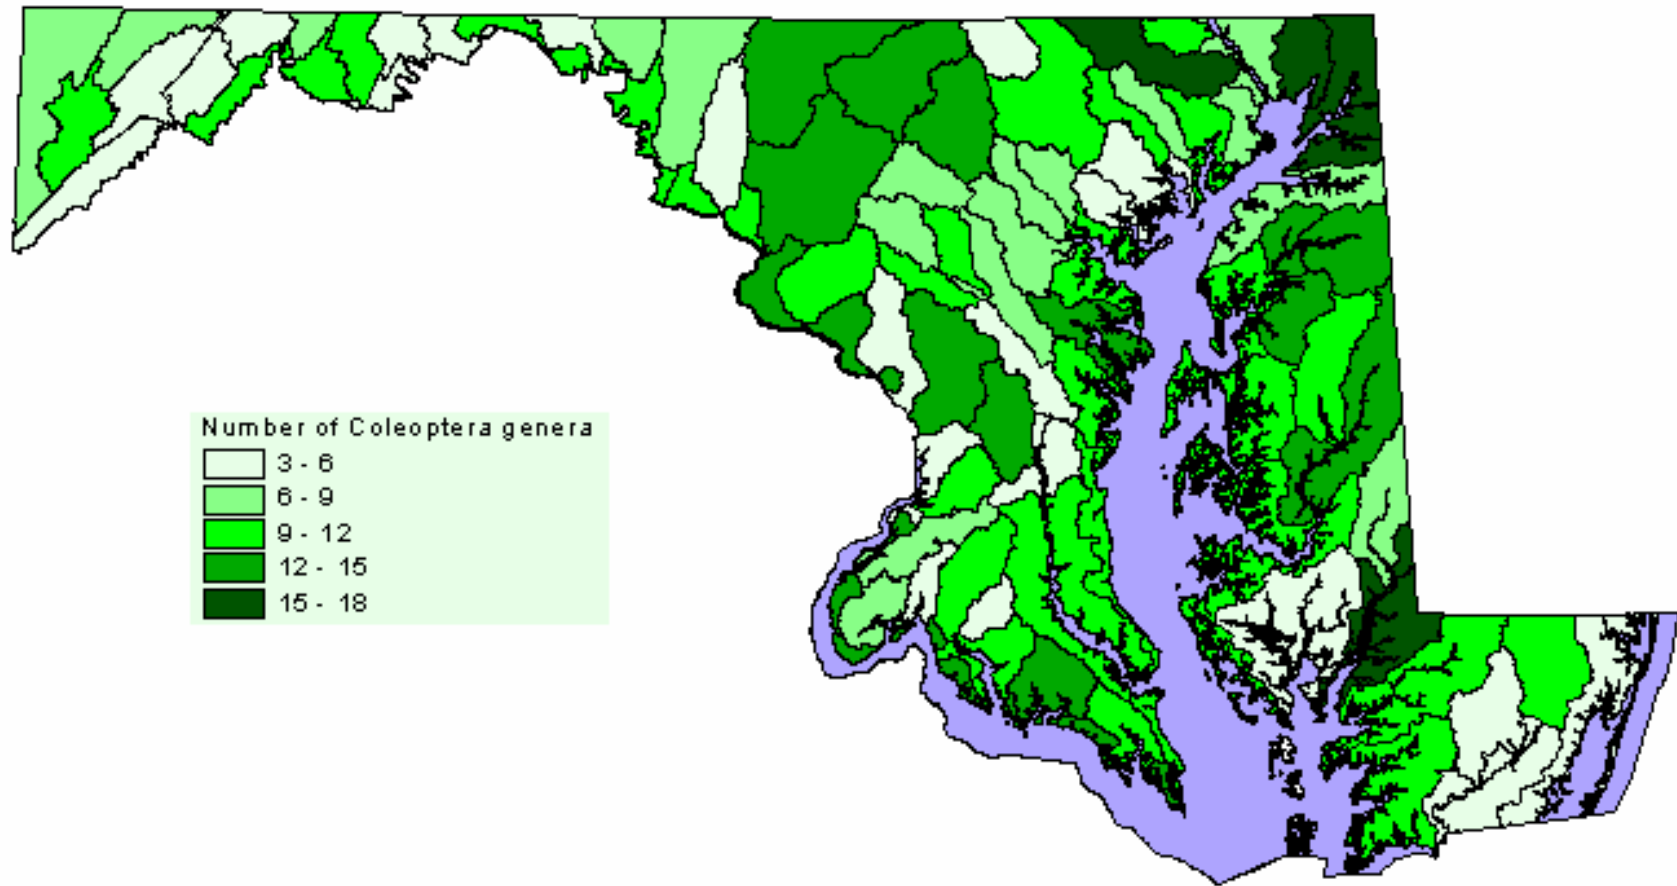 Number of Coleoptera genera
3 - 6
6 - 9
9 - 12
12 - 15
15 - 18